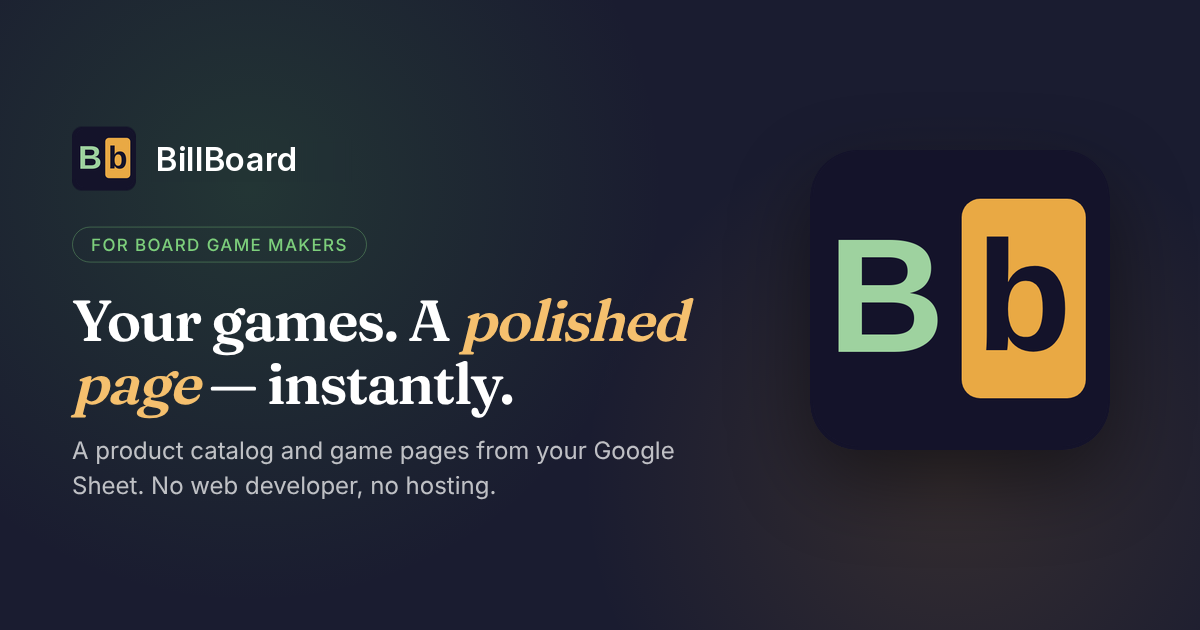 Bb BillBoard
FOR BOARD GAME MAKERS
Your games. A polished
page — instantly.
A product catalog and game pages from your Google
Sheet. No web developer, no hosting.
Bb